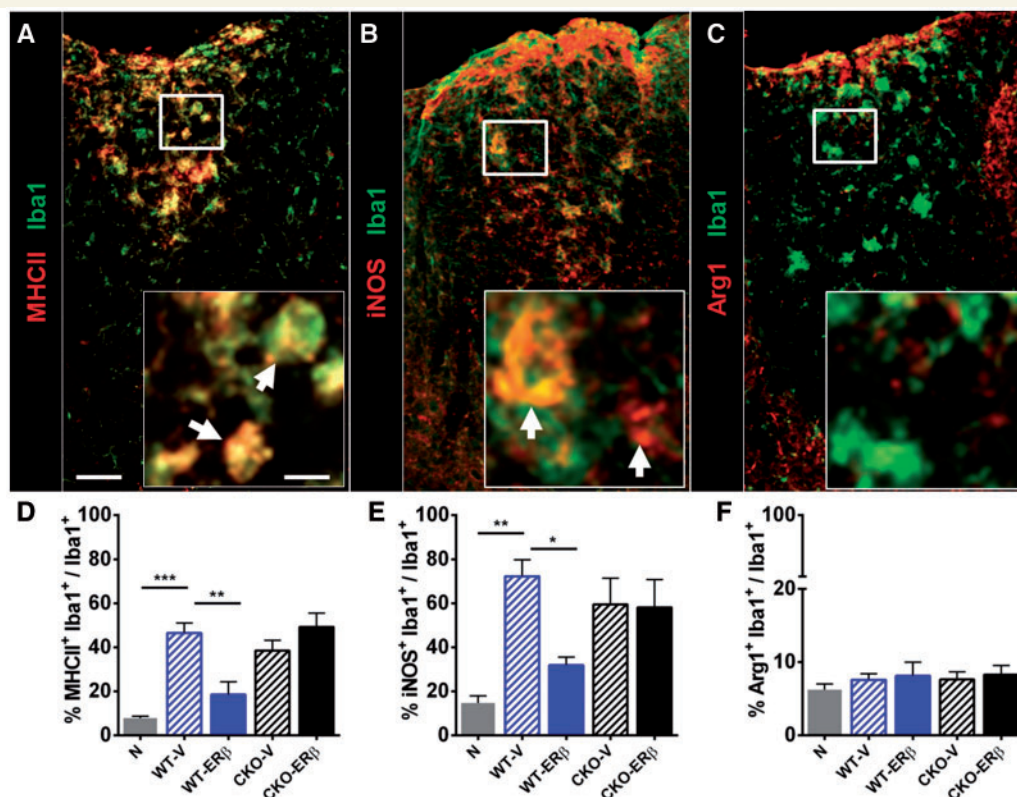 A
B
C
MHCII Iba1
iNOS Iba1
Arg1 Iba1
D
E
F
% MHCII⁺ Iba1⁺ / Iba1⁺
100
80
60
40
20
0
***
**
N
WT-V
WT-ERβ
CKO-V
CKO-ERβ
% iNOS⁺ Iba1⁺ / Iba1⁺
100
80
60
40
20
0
**
*
N
WT-V
WT-ERβ
CKO-V
CKO-ERβ
% Arg1⁺ Iba1⁺ / Iba1⁺
100
20
10
0
N
WT-V
WT-ERβ
CKO-V
CKO-ERβ